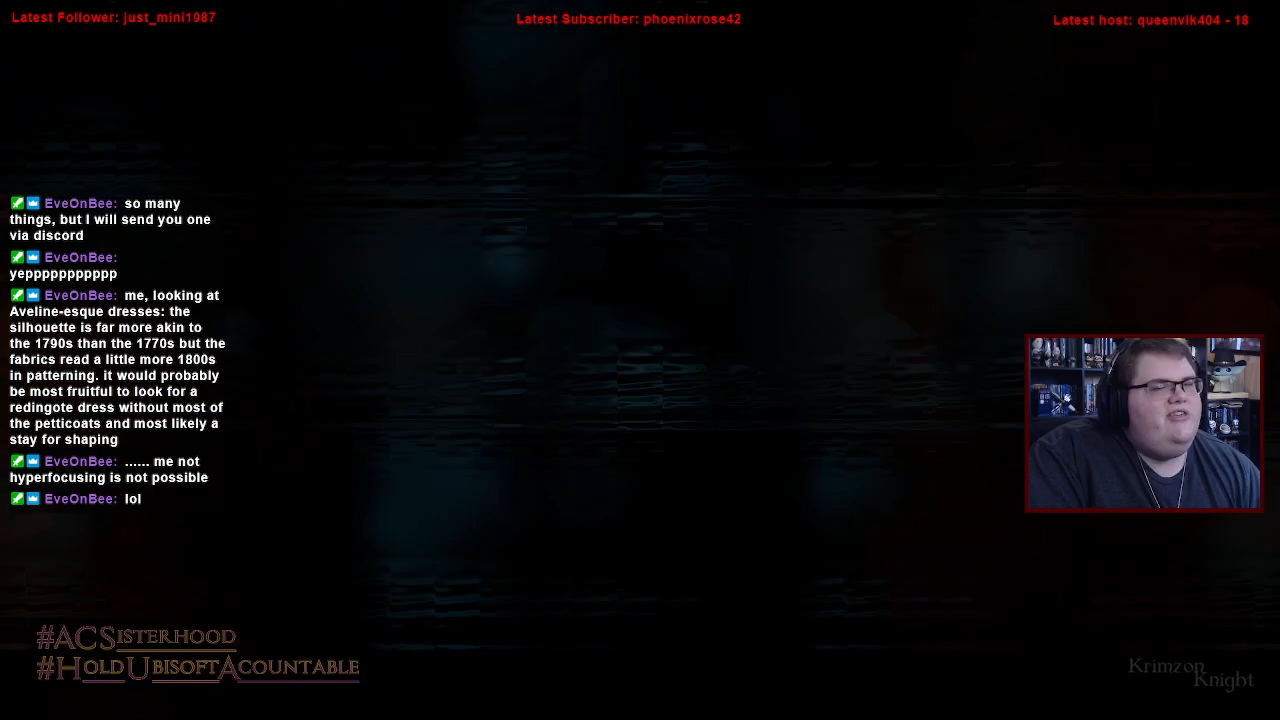 Latest Follower: just_mini1987
Latest Subscriber: phoenixrose42
Latest host: queenvik404 - 18
EveOnBee: so many
things, but I will send you one
via discord
EveOnBee:
yepppppppppp
EveOnBee: me, looking at
Aveline-esque dresses: the
silhouette is far more akin to
the 1790s than the 1770s but the
fabrics read a little more 1800s
in patterning. it would probably
be most fruitful to look for a
redingote dress without most of
the petticoats and most likely a
stay for shaping
EveOnBee: ...... me not
hyperfocusing is not possible
EveOnBee: lol
#ACSisterhood
#HoldUbisoftAcountable
Krimzon
Knight